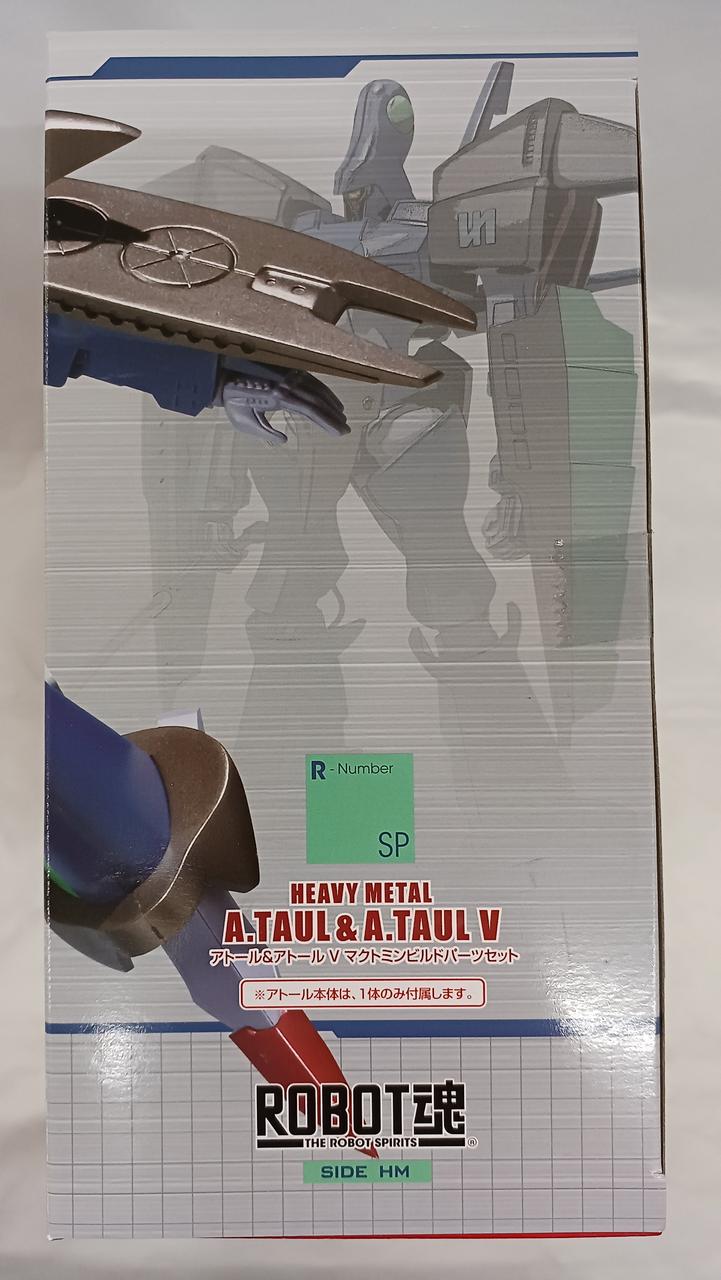 R - Number
SP
HEAVY METAL
A.TAUL & A.TAUL V
アトール&アトール V マクトミンビルドパーツセット
※アトール本体は、1体のみ付属します。
ROBOT魂
THE ROBOT SPIRITS ®
SIDE HM